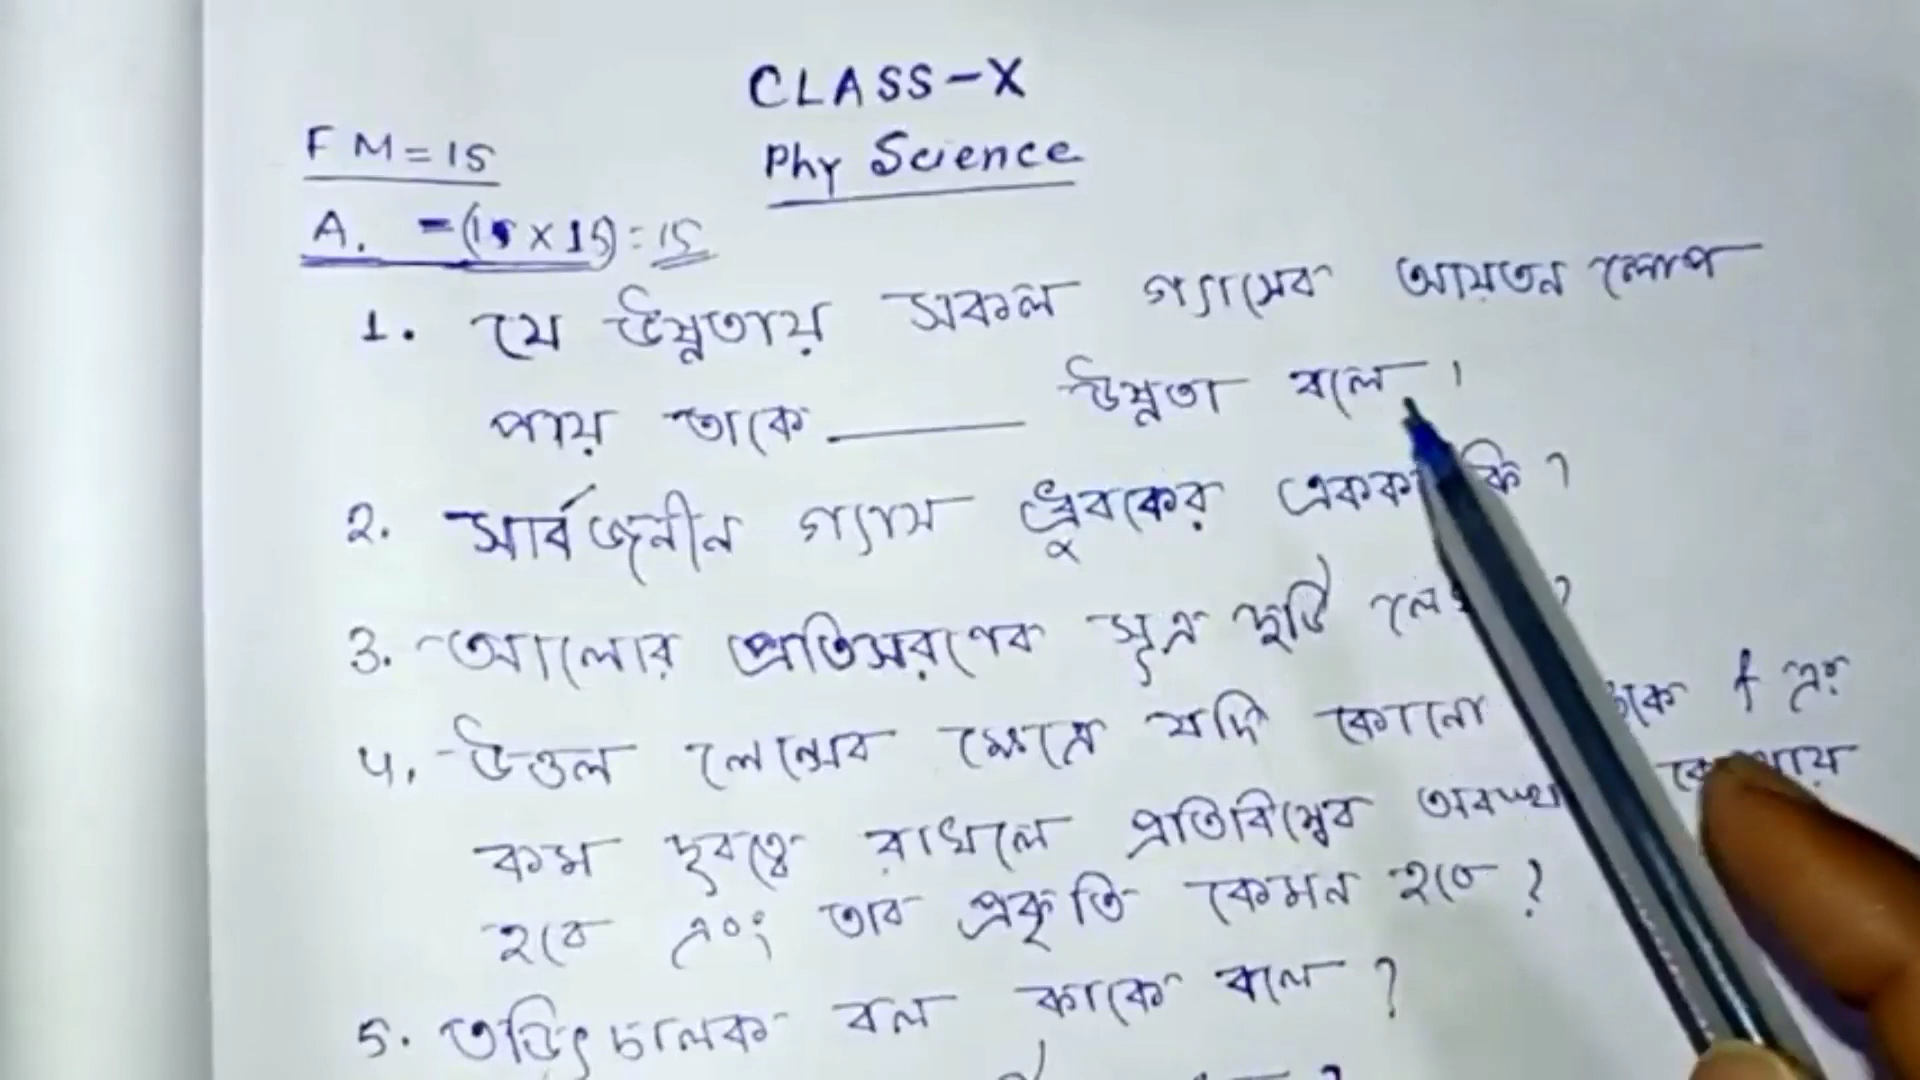 CLASS-X
Phy Science
FM=15
A. =(1×15)=15
1. যে উষ্ণতায় সকল গ্যাসের আয়তন লোপ
পায় তাকে ______ উষ্ণতা বলে।
2. সার্বজনীন গ্যাস ধ্রুবকের একক কি?
3. আলোর প্রতিসরণের সূত্র দুটি ?
4. উত্তল লেন্সের ক্ষেত্রে যদি কোনো f এর
কম দূরত্বে রাখলে প্রতিবিম্বের অবস্থান কোথায়
হবে এবং তার প্রকৃতি কেমন হবে?
5. তড়িৎচালক বল কাকে বলে?